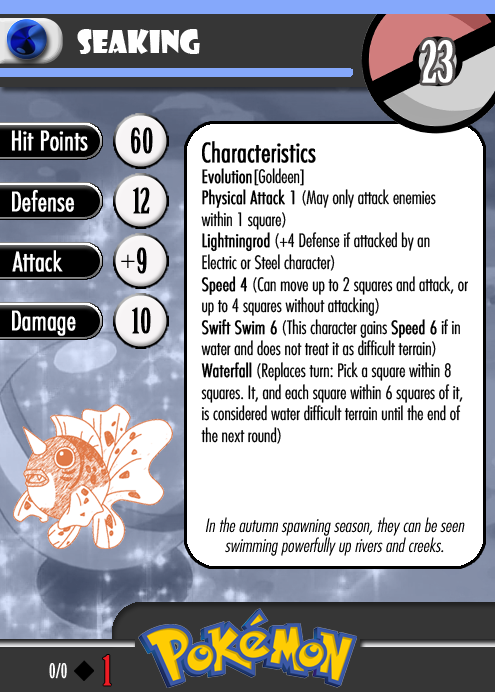 SEAKING
23
Hit Points 60
Defense 12
Attack +9
Damage 10
Characteristics
Evolution[Goldeen]
Physical Attack 1 (May only attack enemies
within 1 square)
Lightningrod (+4 Defense if attacked by an
Electric or Steel character)
Speed 4 (Can move up to 2 squares and attack, or
up to 4 squares without attacking)
Swift Swim 6 (This character gains Speed 6 if in
water and does not treat it as difficult terrain)
Waterfall (Replaces turn: Pick a square within 8
squares. It, and each square within 6 squares of it,
is considered water difficult terrain until the end of
the next round)
In the autumn spawning season, they can be seen
swimming powerfully up rivers and creeks.
0/0 ◆ 1
POKéMON